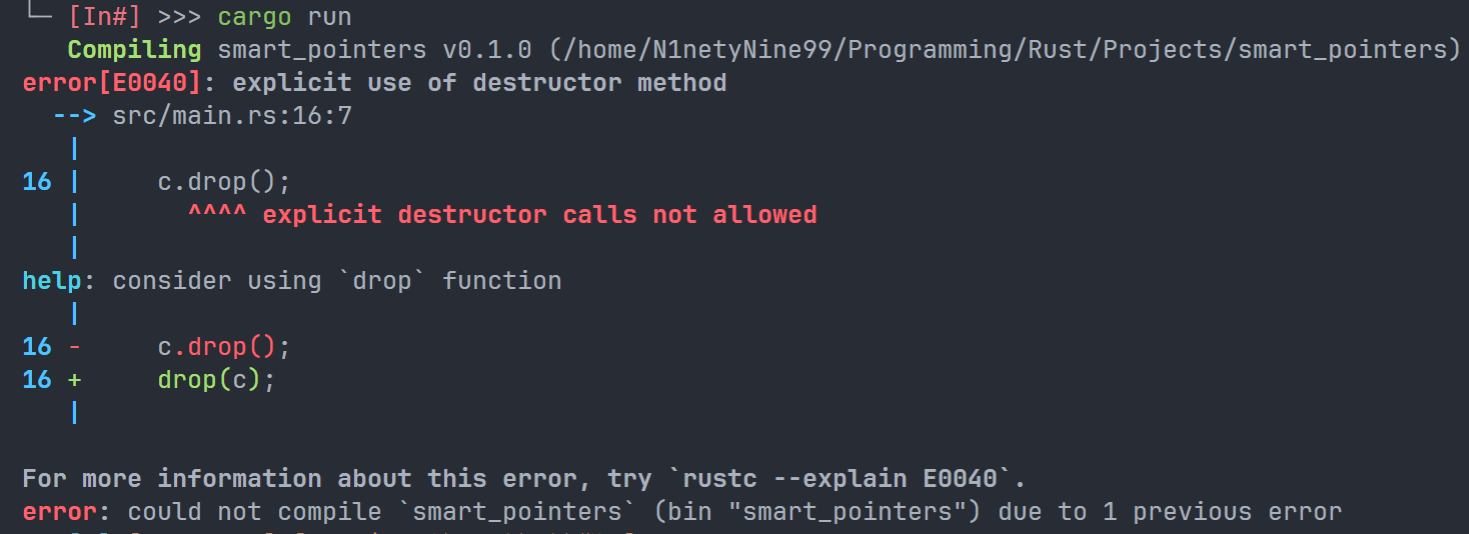 [In#] >>> cargo run
   Compiling smart_pointers v0.1.0 (/home/N1netyNine99/Programming/Rust/Projects/smart_pointers)
error[E0040]: explicit use of destructor method
  --> src/main.rs:16:7
   |
16 |     c.drop();
   |       ^^^^ explicit destructor calls not allowed
   |
help: consider using `drop` function
   |
16 -     c.drop();
16 +     drop(c);
   |
For more information about this error, try `rustc --explain E0040`.
error: could not compile `smart_pointers` (bin "smart_pointers") due to 1 previous error